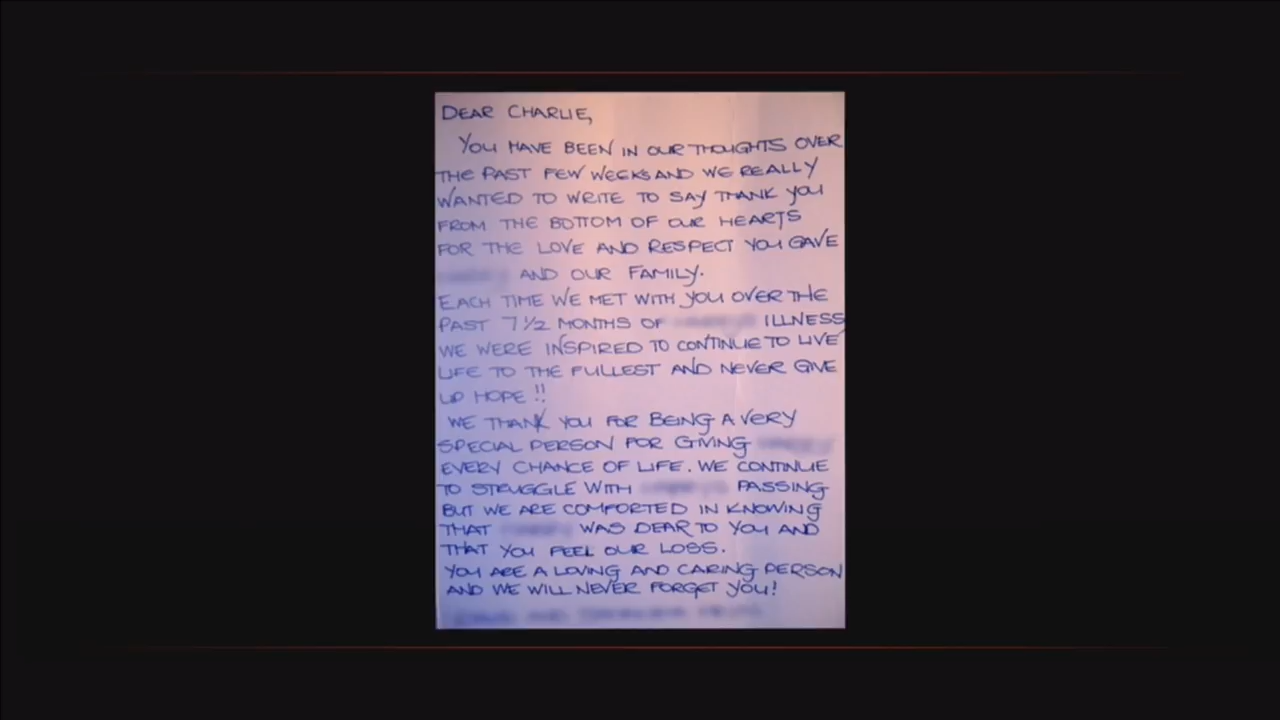 DEAR CHARLIE,
YOU HAVE BEEN IN OUR THOUGHTS OVER
THE PAST FEW WEEKS AND WE REALLY
WANTED TO WRITE TO SAY THANK YOU
FROM THE BOTTOM OF OUR HEARTS
FOR THE LOVE AND RESPECT YOU GAVE
AND OUR FAMILY.
EACH TIME WE MET WITH YOU OVER THE
PAST 7 1/2 MONTHS OF ILLNESS
WE WERE INSPIRED TO CONTINUE TO LIVE
LIFE TO THE FULLEST AND NEVER GIVE
UP HOPE!!
WE THANK YOU FOR BEING A VERY
SPECIAL PERSON FOR GIVING
EVERY CHANCE OF LIFE. WE CONTINUE
TO STRUGGLE WITH PASSING
BUT WE ARE COMFORTED IN KNOWING
THAT WAS DEAR TO YOU AND
THAT YOU FEEL OUR LOSS.
YOU ARE A LOVING AND CARING PERSON
AND WE WILL NEVER FORGET YOU!